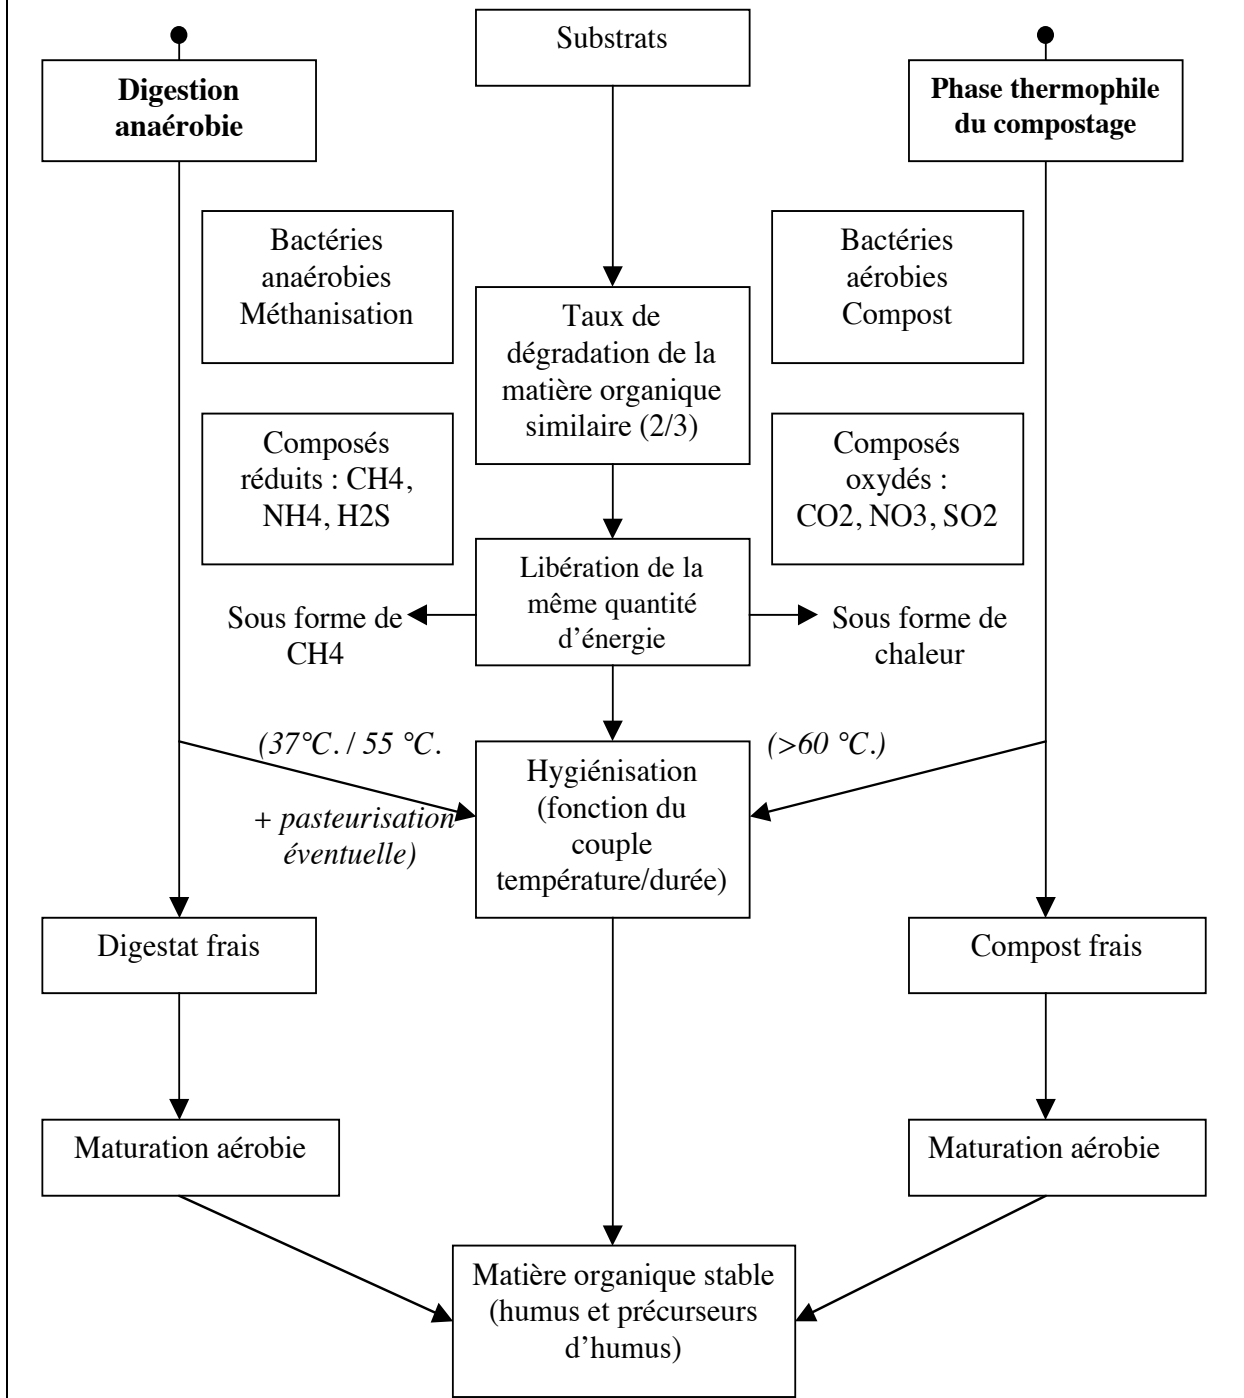 Substrats
Digestion
anaérobie
Phase thermophile
du compostage
Bactéries
anaérobies
Méthanisation
Bactéries
aérobies
Compost
Taux de
dégradation de la
matière organique
similaire (2/3)
Composés
réduits : CH4,
NH4, H2S
Composés
oxydés :
CO2, NO3, SO2
Libération de la
même quantité
d’énergie
Sous forme de
CH4
Sous forme de
chaleur
(37°C. / 55 °C.
+ pasteurisation
éventuelle)
(>60 °C.)
Hygiénisation
(fonction du
couple
température/durée)
Digestat frais
Compost frais
Maturation aérobie
Maturation aérobie
Matière organique stable
(humus et précurseurs
d’humus)